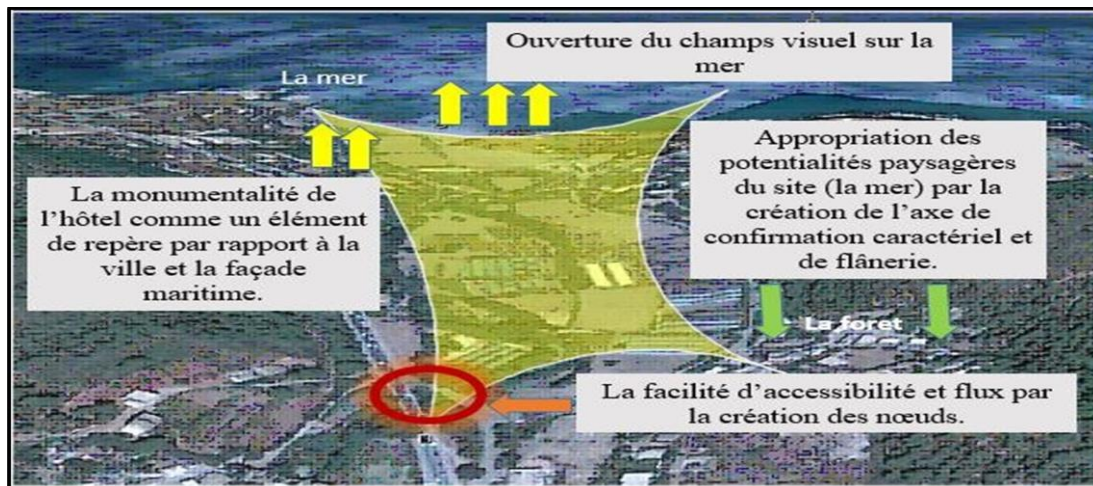 Ouverture du champs visuel sur la
mer
La mer
Appropriation des
potentialités paysagères
du site (la mer) par la
création de l’axe de
confirmation caractériel et
de flânerie.
La monumentalité de
l’hôtel comme un élément
de repère par rapport à la
ville et la façade
maritime.
La foret
La facilité d’accessibilité et flux par
la création des nœuds.